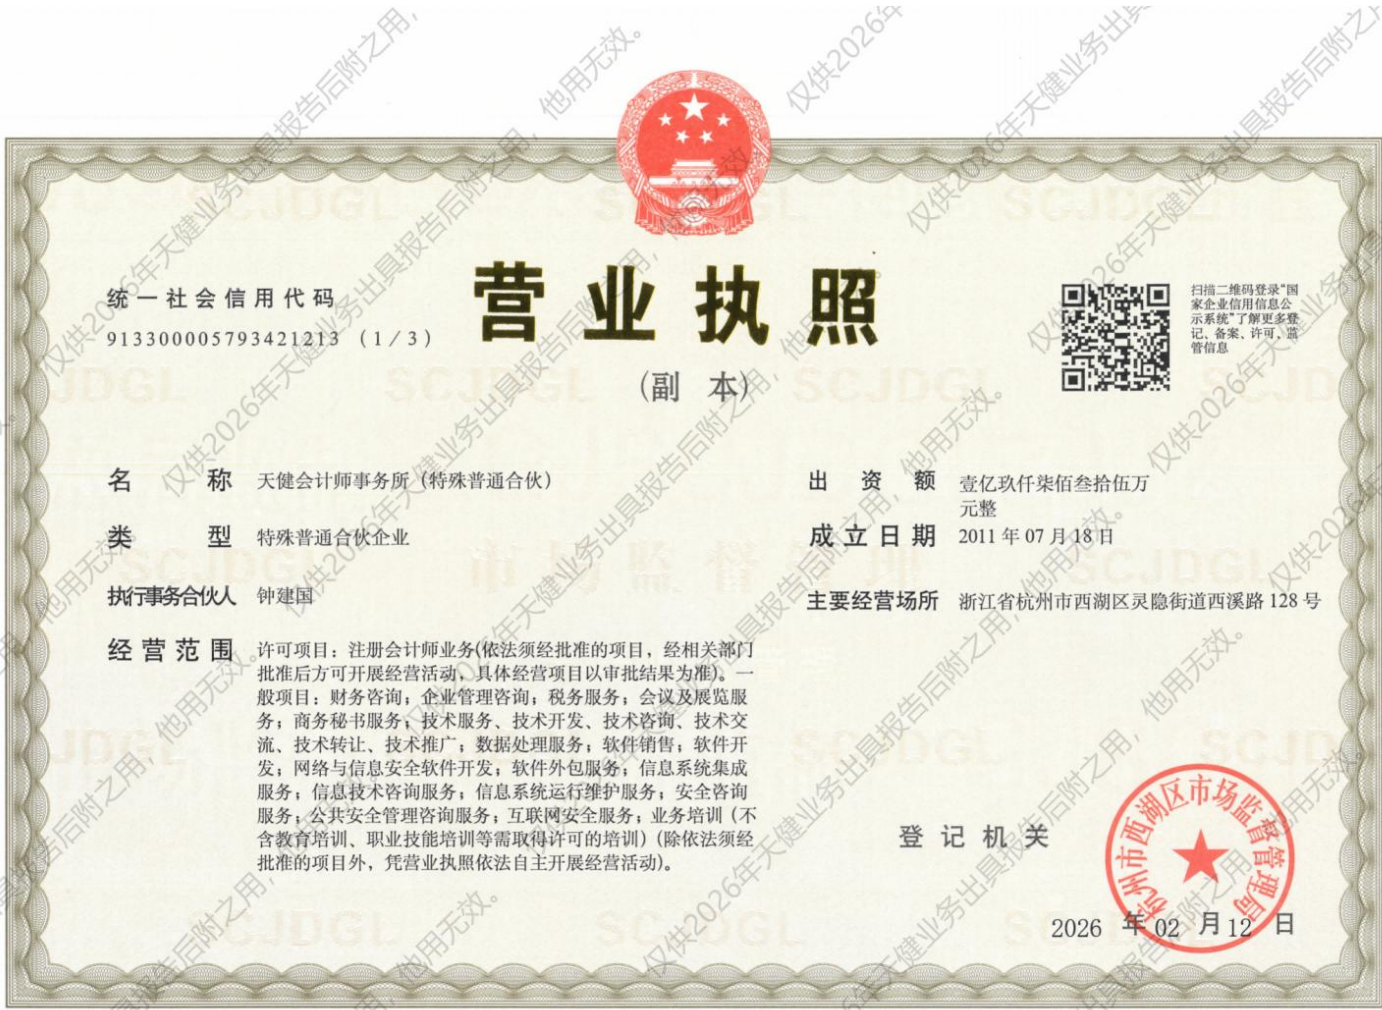 营业执照
（副 本）
统一社会信用代码
913300005793421213（1/3）
扫描二维码登录“国
家企业信用信息公
示系统”了解更多登
记、备案、许可、监
管信息
名 称 天健会计师事务所（特殊普通合伙）
类 型 特殊普通合伙企业
执行事务合伙人 钟建国
经营范围 许可项目：注册会计师业务(依法须经批准的项目，经相关部门
批准后方可开展经营活动，具体经营项目以审批结果为准)。一
般项目：财务咨询；企业管理咨询；税务服务；会议及展览服
务；商务秘书服务；技术服务、技术开发、技术咨询、技术交
流、技术转让、技术推广；数据处理服务；软件销售；软件开
发；网络与信息安全软件开发；软件外包服务；信息系统集成
服务；信息技术咨询服务；信息系统运行维护服务；安全咨询
服务；公共安全管理咨询服务；互联网安全服务；业务培训（不
含教育培训、职业技能培训等需取得许可的培训）(除依法须经
批准的项目外，凭营业执照依法自主开展经营活动)。
出 资 额 壹亿玖仟柒佰叁拾伍万
元整
成立日期 2011年07月18日
主要经营场所 浙江省杭州市西湖区灵隐街道西溪路128号
登记机关
杭州市西湖区市场监督管理局
2026 年 02 月 12 日
仅供2026年天健业务出具报告后附之用，他用无效。
SCJDGL
市场监督管理